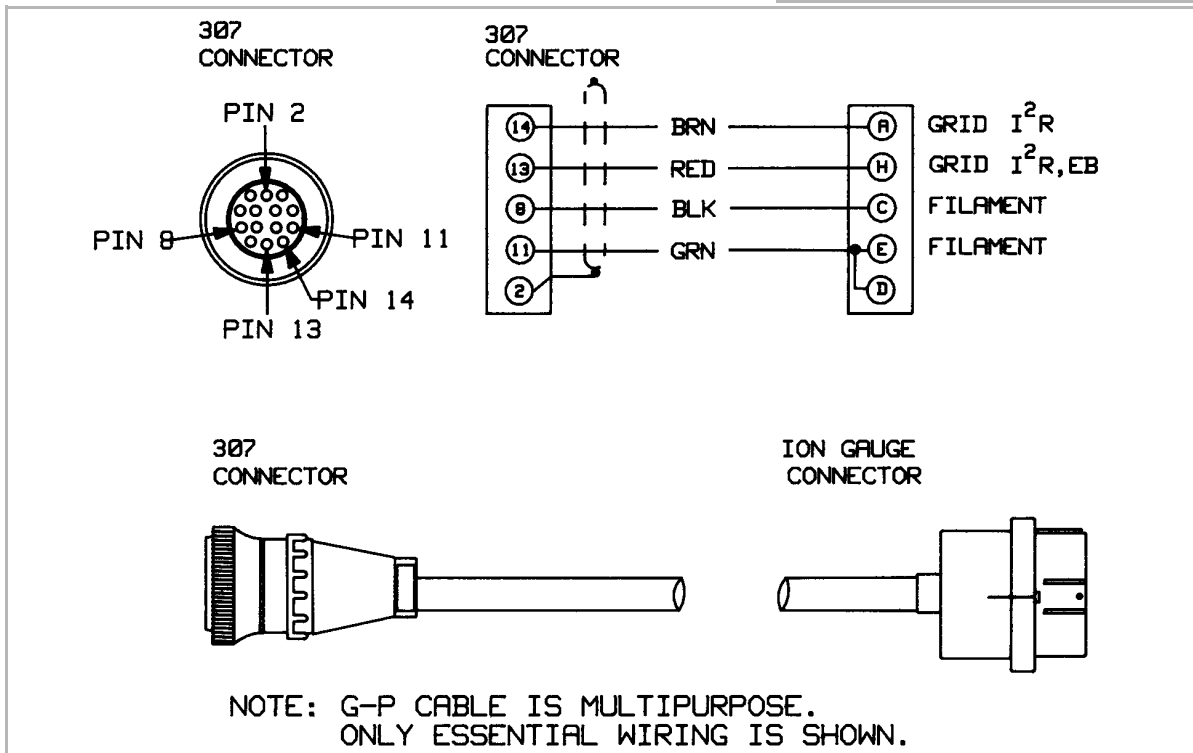 307
CONNECTOR
PIN 2
PIN 8
PIN 11
PIN 14
PIN 13
307
CONNECTOR
14 BRN A GRID I²R
13 RED H GRID I²R,EB
8 BLK C FILAMENT
11 GRN E FILAMENT
2 D
307
CONNECTOR
ION GAUGE
CONNECTOR
NOTE: G-P CABLE IS MULTIPURPOSE.
ONLY ESSENTIAL WIRING IS SHOWN.